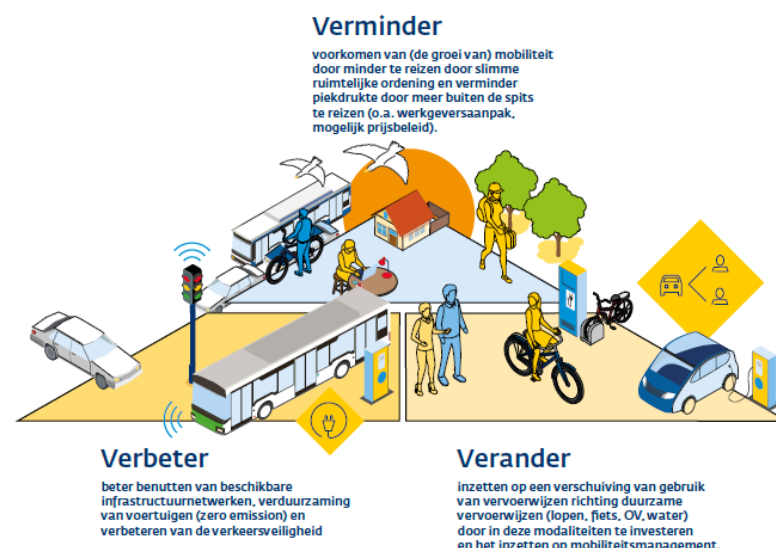 Verminder
voorkomen van (de groei van) mobiliteit
door minder te reizen door slimme
ruimtelijke ordening en verminder
piekdrukte door meer buiten de spits
te reizen (o.a. werkgeversaanpak,
mogelijk prijsbeleid).
Verbeter
beter benutten van beschikbare
infrastructuurnetwerken, verduurzaming
van voertuigen (zero emission) en
verbeteren van de verkeersveiligheid
Verander
inzetten op een verschuiving van gebruik
van vervoerwijzen richting duurzame
vervoerwijzen (lopen, fiets, OV, water)
door in deze modaliteiten te investeren
en het inzetten op mobiliteitsmanagement.